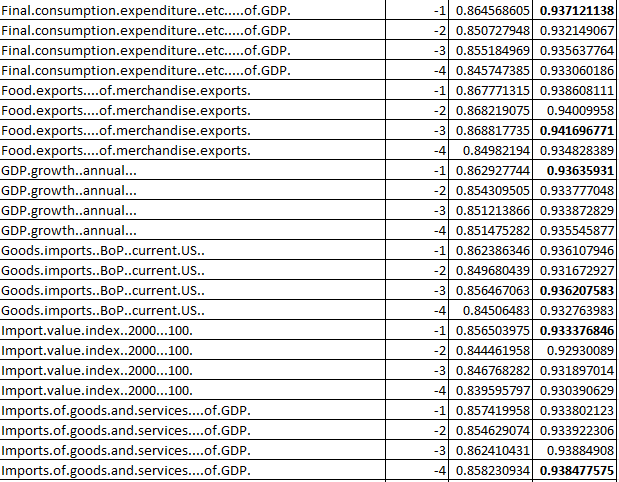 Final.consumption.expenditure..etc.....of.GDP. -1 0.864568605 0.937121138
Final.consumption.expenditure..etc.....of.GDP. -2 0.850727948 0.932149067
Final.consumption.expenditure..etc.....of.GDP. -3 0.855184969 0.935637764
Final.consumption.expenditure..etc.....of.GDP. -4 0.845747385 0.933060186
Food.exports....of.merchandise.exports. -1 0.867771315 0.938608111
Food.exports....of.merchandise.exports. -2 0.868219075 0.94009958
Food.exports....of.merchandise.exports. -3 0.868817735 0.941696771
Food.exports....of.merchandise.exports. -4 0.84982194 0.934828389
GDP.growth..annual... -1 0.862927744 0.93635931
GDP.growth..annual... -2 0.854309505 0.933777048
GDP.growth..annual... -3 0.851213866 0.933872829
GDP.growth..annual... -4 0.851475282 0.935545877
Goods.imports..BoP..current.US.. -1 0.862386346 0.936107946
Goods.imports..BoP..current.US.. -2 0.849680439 0.931672927
Goods.imports..BoP..current.US.. -3 0.856467063 0.936207583
Goods.imports..BoP..current.US.. -4 0.84506483 0.932763983
Import.value.index..2000...100. -1 0.856503975 0.933376846
Import.value.index..2000...100. -2 0.844461958 0.92930089
Import.value.index..2000...100. -3 0.846768282 0.931897014
Import.value.index..2000...100. -4 0.839595797 0.930390629
Imports.of.goods.and.services....of.GDP. -1 0.857419958 0.933802123
Imports.of.goods.and.services....of.GDP. -2 0.854629074 0.933922306
Imports.of.goods.and.services....of.GDP. -3 0.862410431 0.93884908
Imports.of.goods.and.services....of.GDP. -4 0.858230934 0.938477575